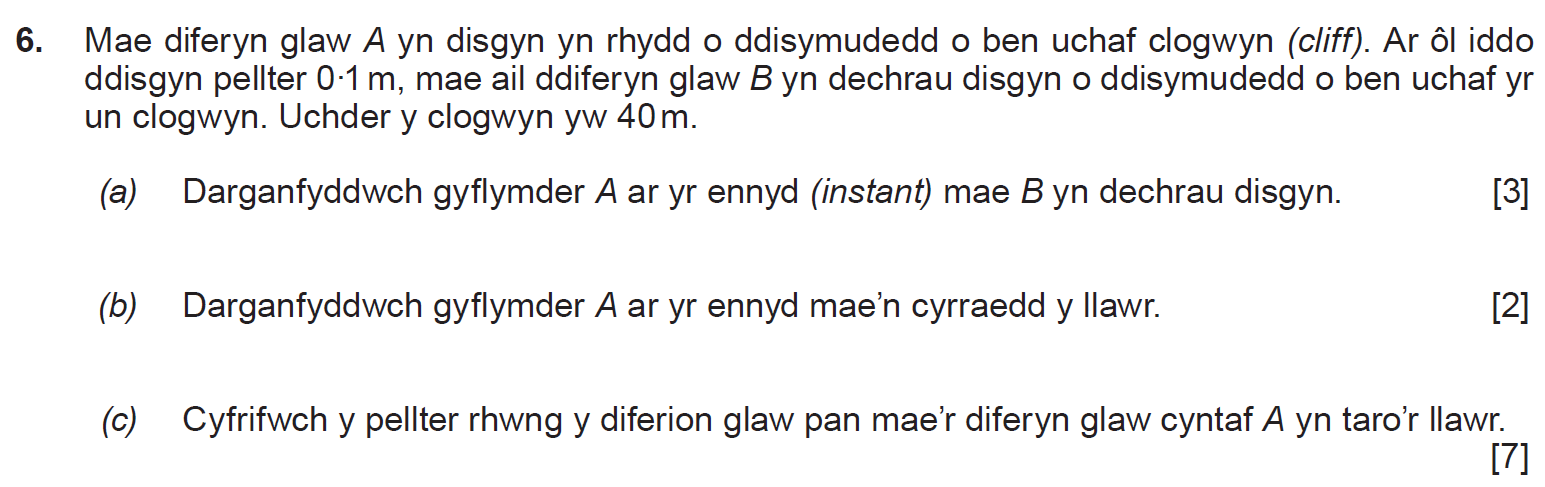 6. Mae diferyn glaw A yn disgyn yn rhydd o ddisymudedd o ben uchaf clogwyn (cliff). Ar ôl iddo
ddisgyn pellter 0·1 m, mae ail ddiferyn glaw B yn dechrau disgyn o ddisymudedd o ben uchaf yr
un clogwyn. Uchder y clogwyn yw 40 m.
(a) Darganfyddwch gyflymder A ar yr ennyd (instant) mae B yn dechrau disgyn. [3]
(b) Darganfyddwch gyflymder A ar yr ennyd mae’n cyrraedd y llawr. [2]
(c) Cyfrifwch y pellter rhwng y diferion glaw pan mae’r diferyn glaw cyntaf A yn taro’r llawr.
[7]